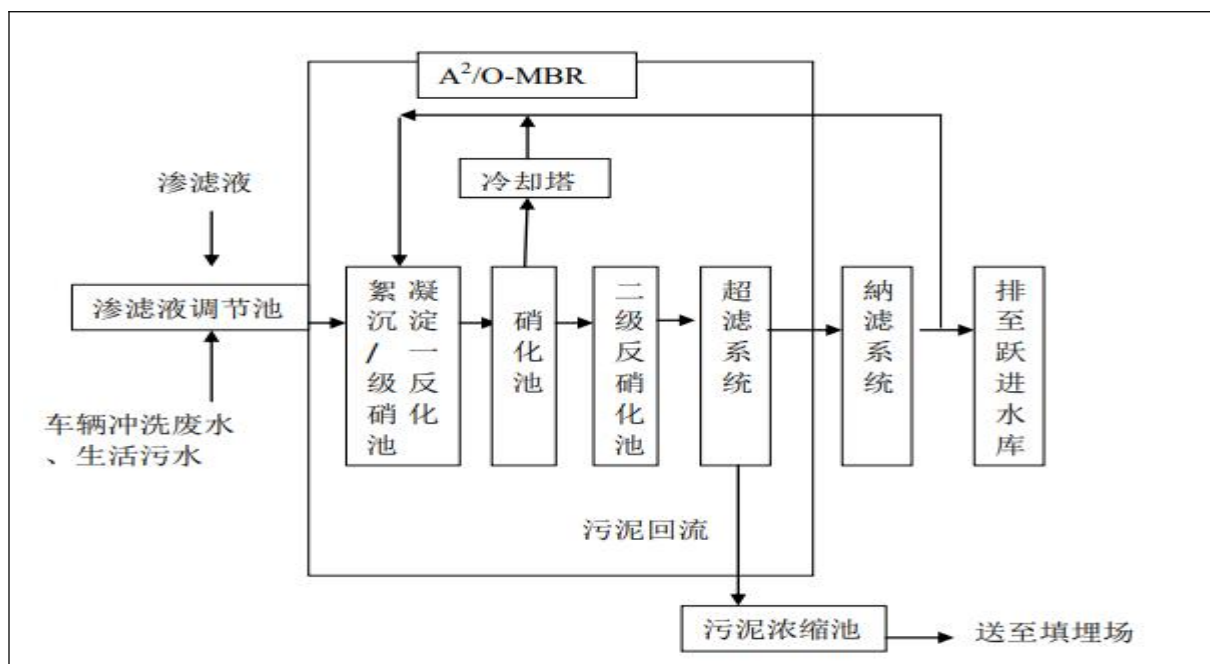 A²/O-MBR
冷却塔
渗滤液
渗滤液调节池
车辆冲洗废水
、生活污水
絮凝
沉淀
/一
级反
硝化
池
硝
化
池
二
级
反
硝
化
池
超
滤
系
统
納
滤
系
统
排
至
跃
进
水
库
污泥回流
污泥浓缩池
送至填埋场